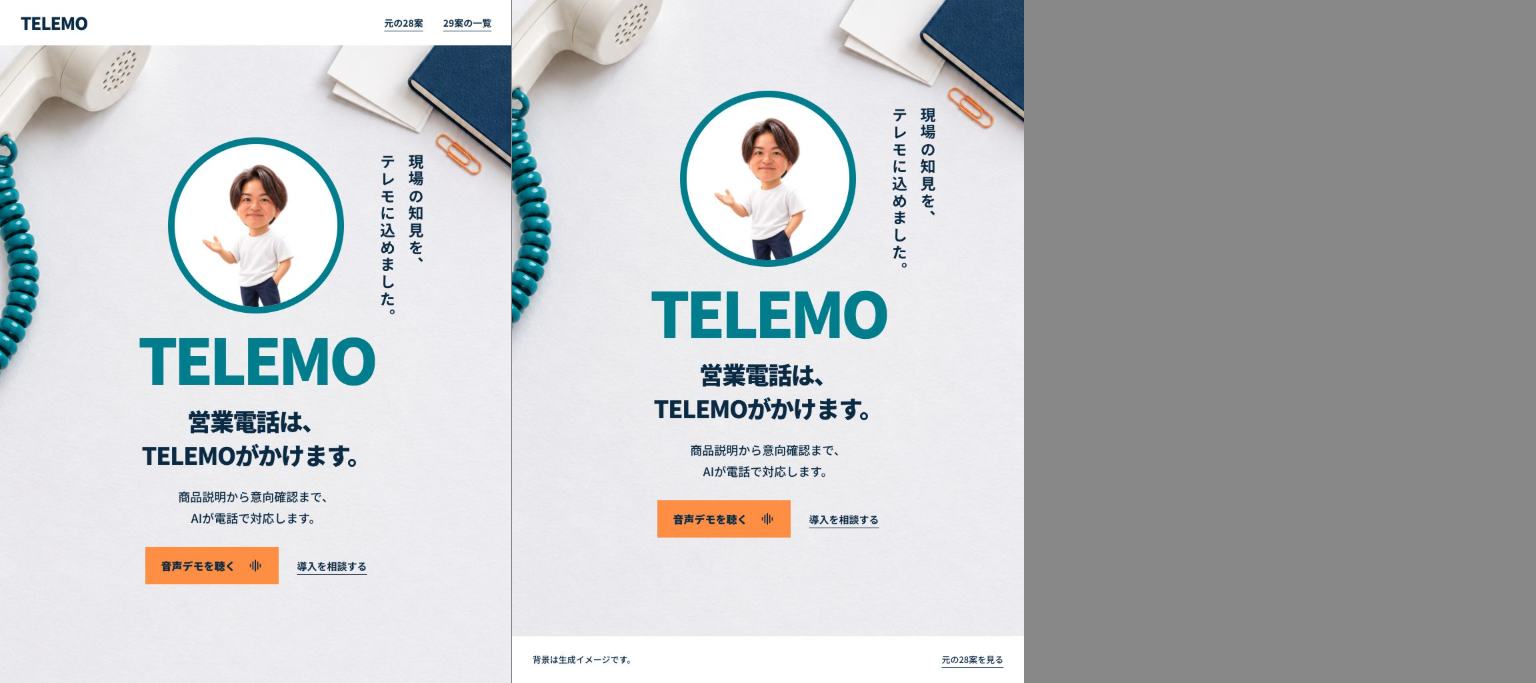 TELEMO
元の28案
29案の一覧
現場の知見を、
テレモに込めました。
TELEMO
営業電話は、
TELEMOがかけます。
商品説明から意向確認まで、
AIが電話で対応します。
音声デモを聴く
導入を相談する
現場の知見を、
テレモに込めました。
TELEMO
営業電話は、
TELEMOがかけます。
商品説明から意向確認まで、
AIが電話で対応します。
音声デモを聴く
導入を相談する
背景は生成イメージです。
元の28案を見る